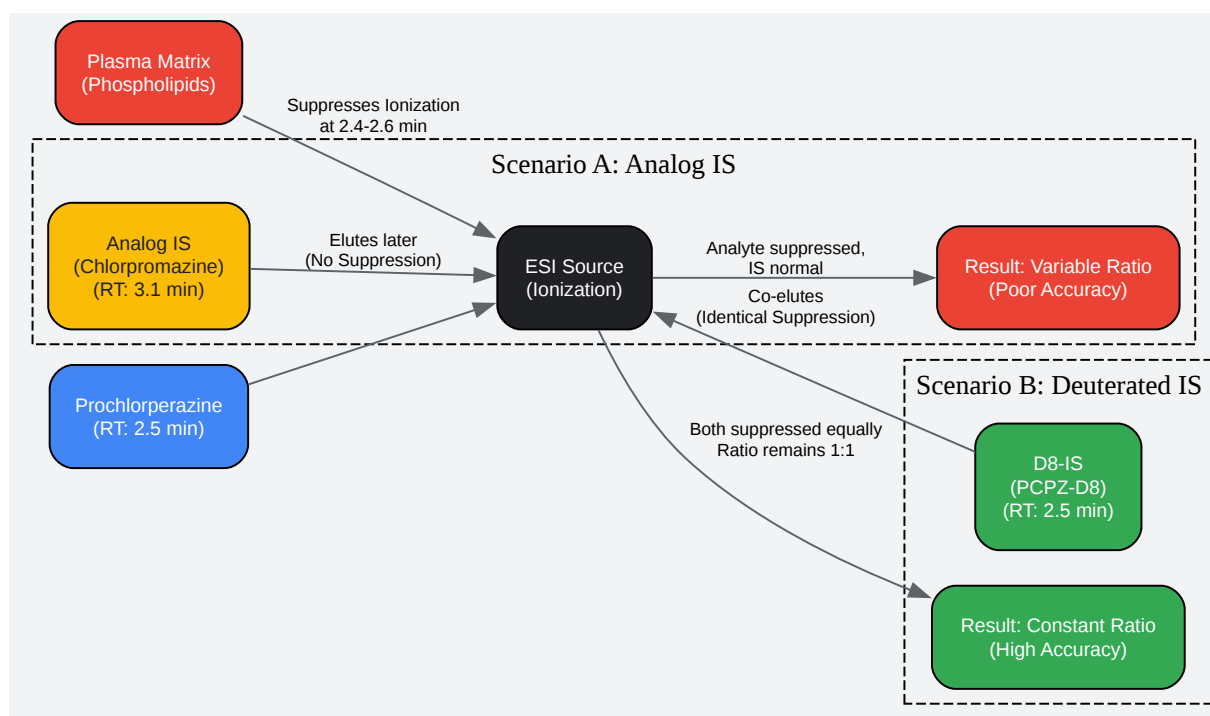 Plasma Matrix
(Phospholipids)
Suppresses Ionization
at 2.4-2.6 min
Scenario A: Analog IS
Analog IS
(Chlorpromazine)
(RT: 3.1 min)
Elutes later
(No Suppression)
ESI Source
(Ionization)
Analyte suppressed,
IS normal
Result: Variable Ratio
(Poor Accuracy)
Co-elutes
(Identical Suppression)
Prochlorperazine
(RT: 2.5 min)
Scenario B: Deuterated IS
Both suppressed equally
Ratio remains 1:1
D8-IS
(PCPZ-D8)
(RT: 2.5 min)
Result: Constant Ratio
(High Accuracy)